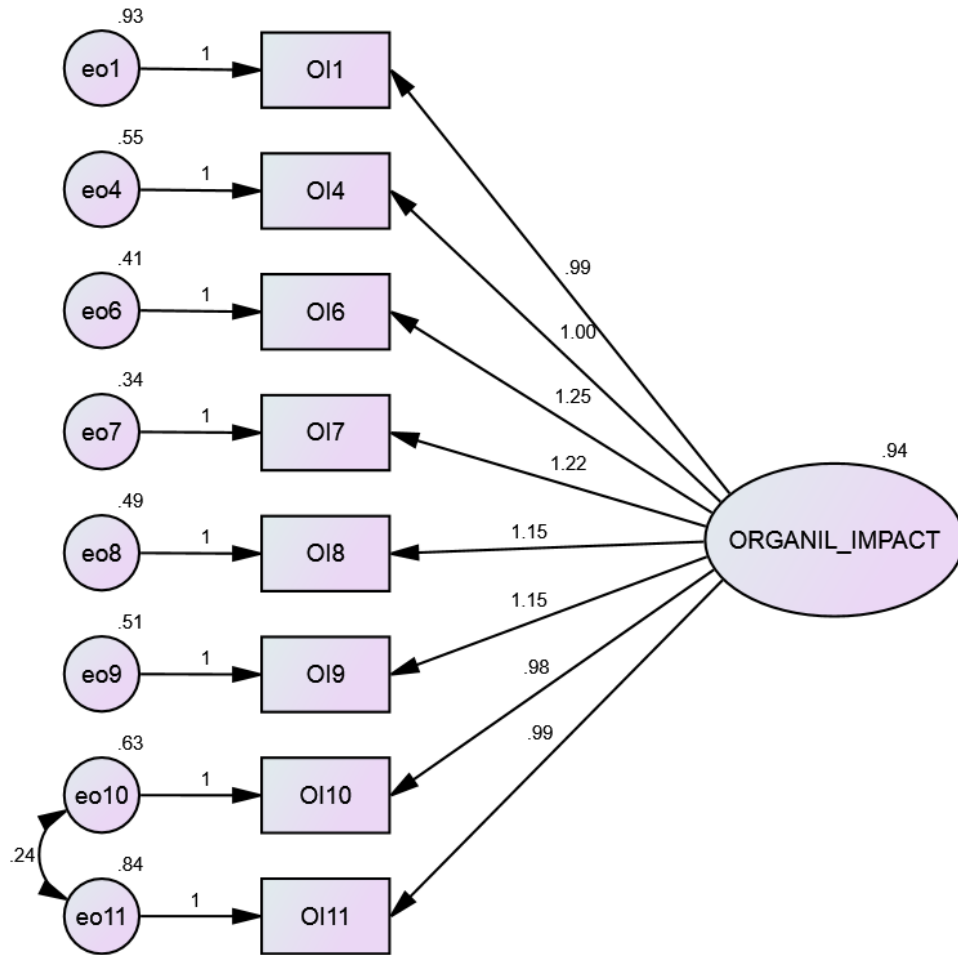 .93
eo1
1
OI1
.55
eo4
1
OI4
.41
eo6
1
OI6
.99
.34
eo7
1
OI7
1.00
1.25
.49
eo8
1
OI8
1.22
1.15
.94
ORGANIL_IMPACT
.51
eo9
1
OI9
1.15
.63
eo10
1
OI10
.98
.24
.84
eo11
1
OI11
.99